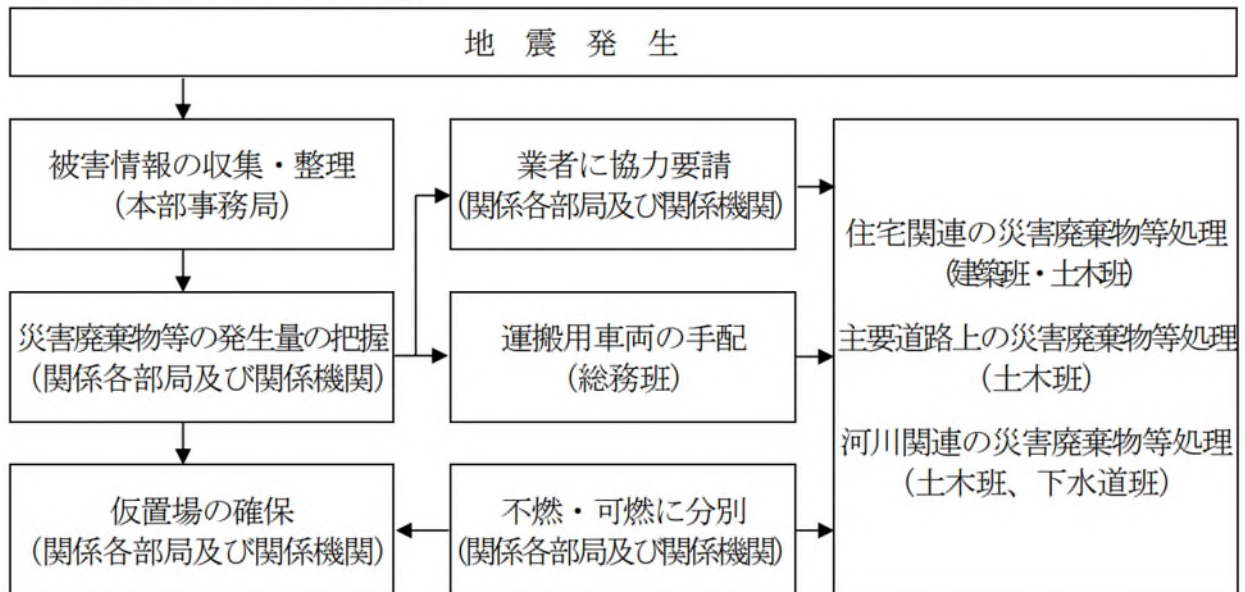 地 震 発 生
被害情報の収集・整理
(本部事務局)
業者に協力要請
(関係各部局及び関係機関)
住宅関連の災害廃棄物等処理
(建築班・土木班)
災害廃棄物等の発生量の把握
(関係各部局及び関係機関)
運搬用車両の手配
(総務班)
主要道路上の災害廃棄物等処理
(土木班)
河川関連の災害廃棄物等処理
(土木班、下水道班)
仮置場の確保
(関係各部局及び関係機関)
不燃・可燃に分別
(関係各部局及び関係機関)